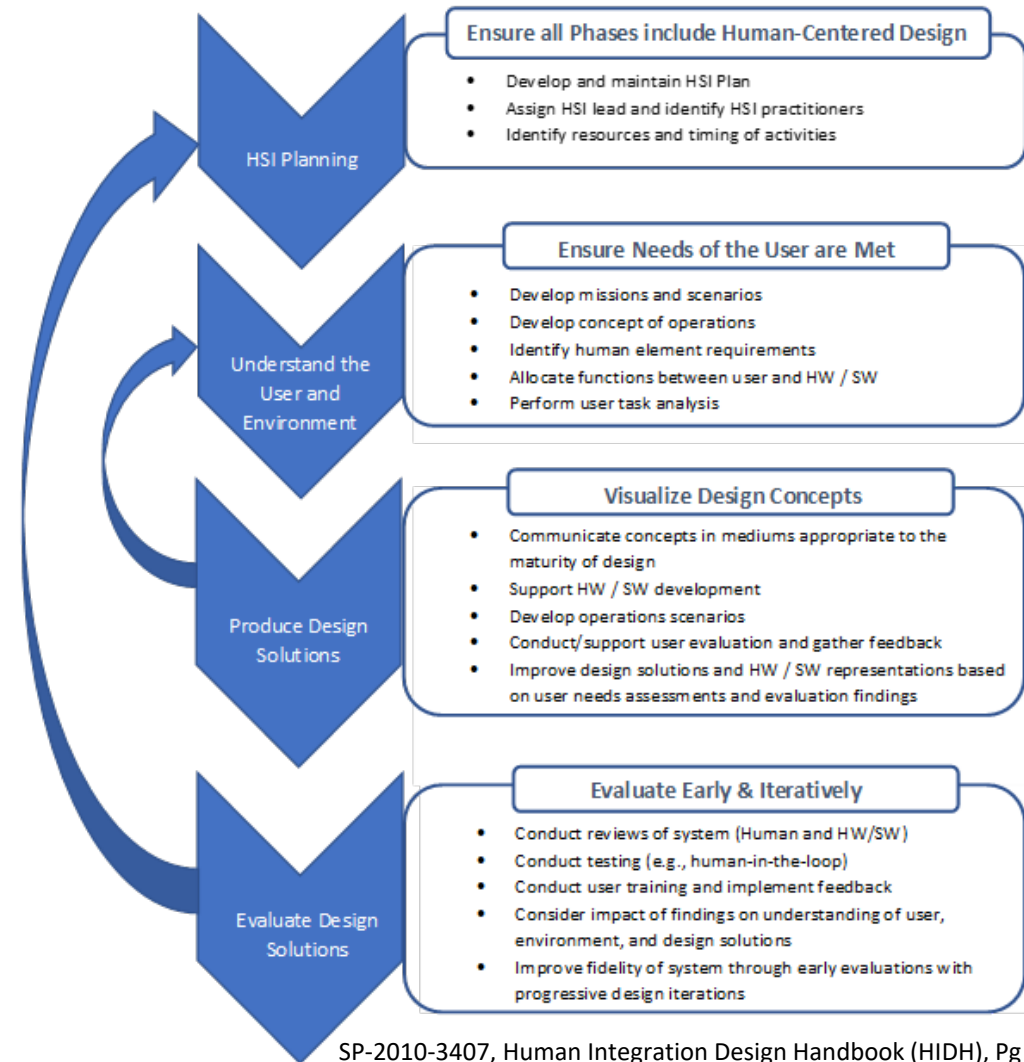 Ensure all Phases include Human-Centered Design
• Develop and maintain HSI Plan
• Assign HSI lead and identify HSI practitioners
• Identify resources and timing of activities
HSI Planning
Ensure Needs of the User are Met
• Develop missions and scenarios
• Develop concept of operations
• Identify human element requirements
• Allocate functions between user and HW / SW
• Perform user task analysis
Understand the
User and
Environment
Visualize Design Concepts
• Communicate concepts in mediums appropriate to the
maturity of design
• Support HW / SW development
• Develop operations scenarios
• Conduct/support user evaluation and gather feedback
• Improve design solutions and HW / SW representations based
on user needs assessments and evaluation findings
Produce Design
Solutions
Evaluate Early & Iteratively
• Conduct reviews of system (Human and HW/SW)
• Conduct testing (e.g., human-in-the-loop)
• Conduct user training and implement feedback
• Consider impact of findings on understanding of user,
environment, and design solutions
• Improve fidelity of system through early evaluations with
progressive design iterations
Evaluate Design
Solutions
SP-2010-3407, Human Integration Design Handbook (HIDH), Pg